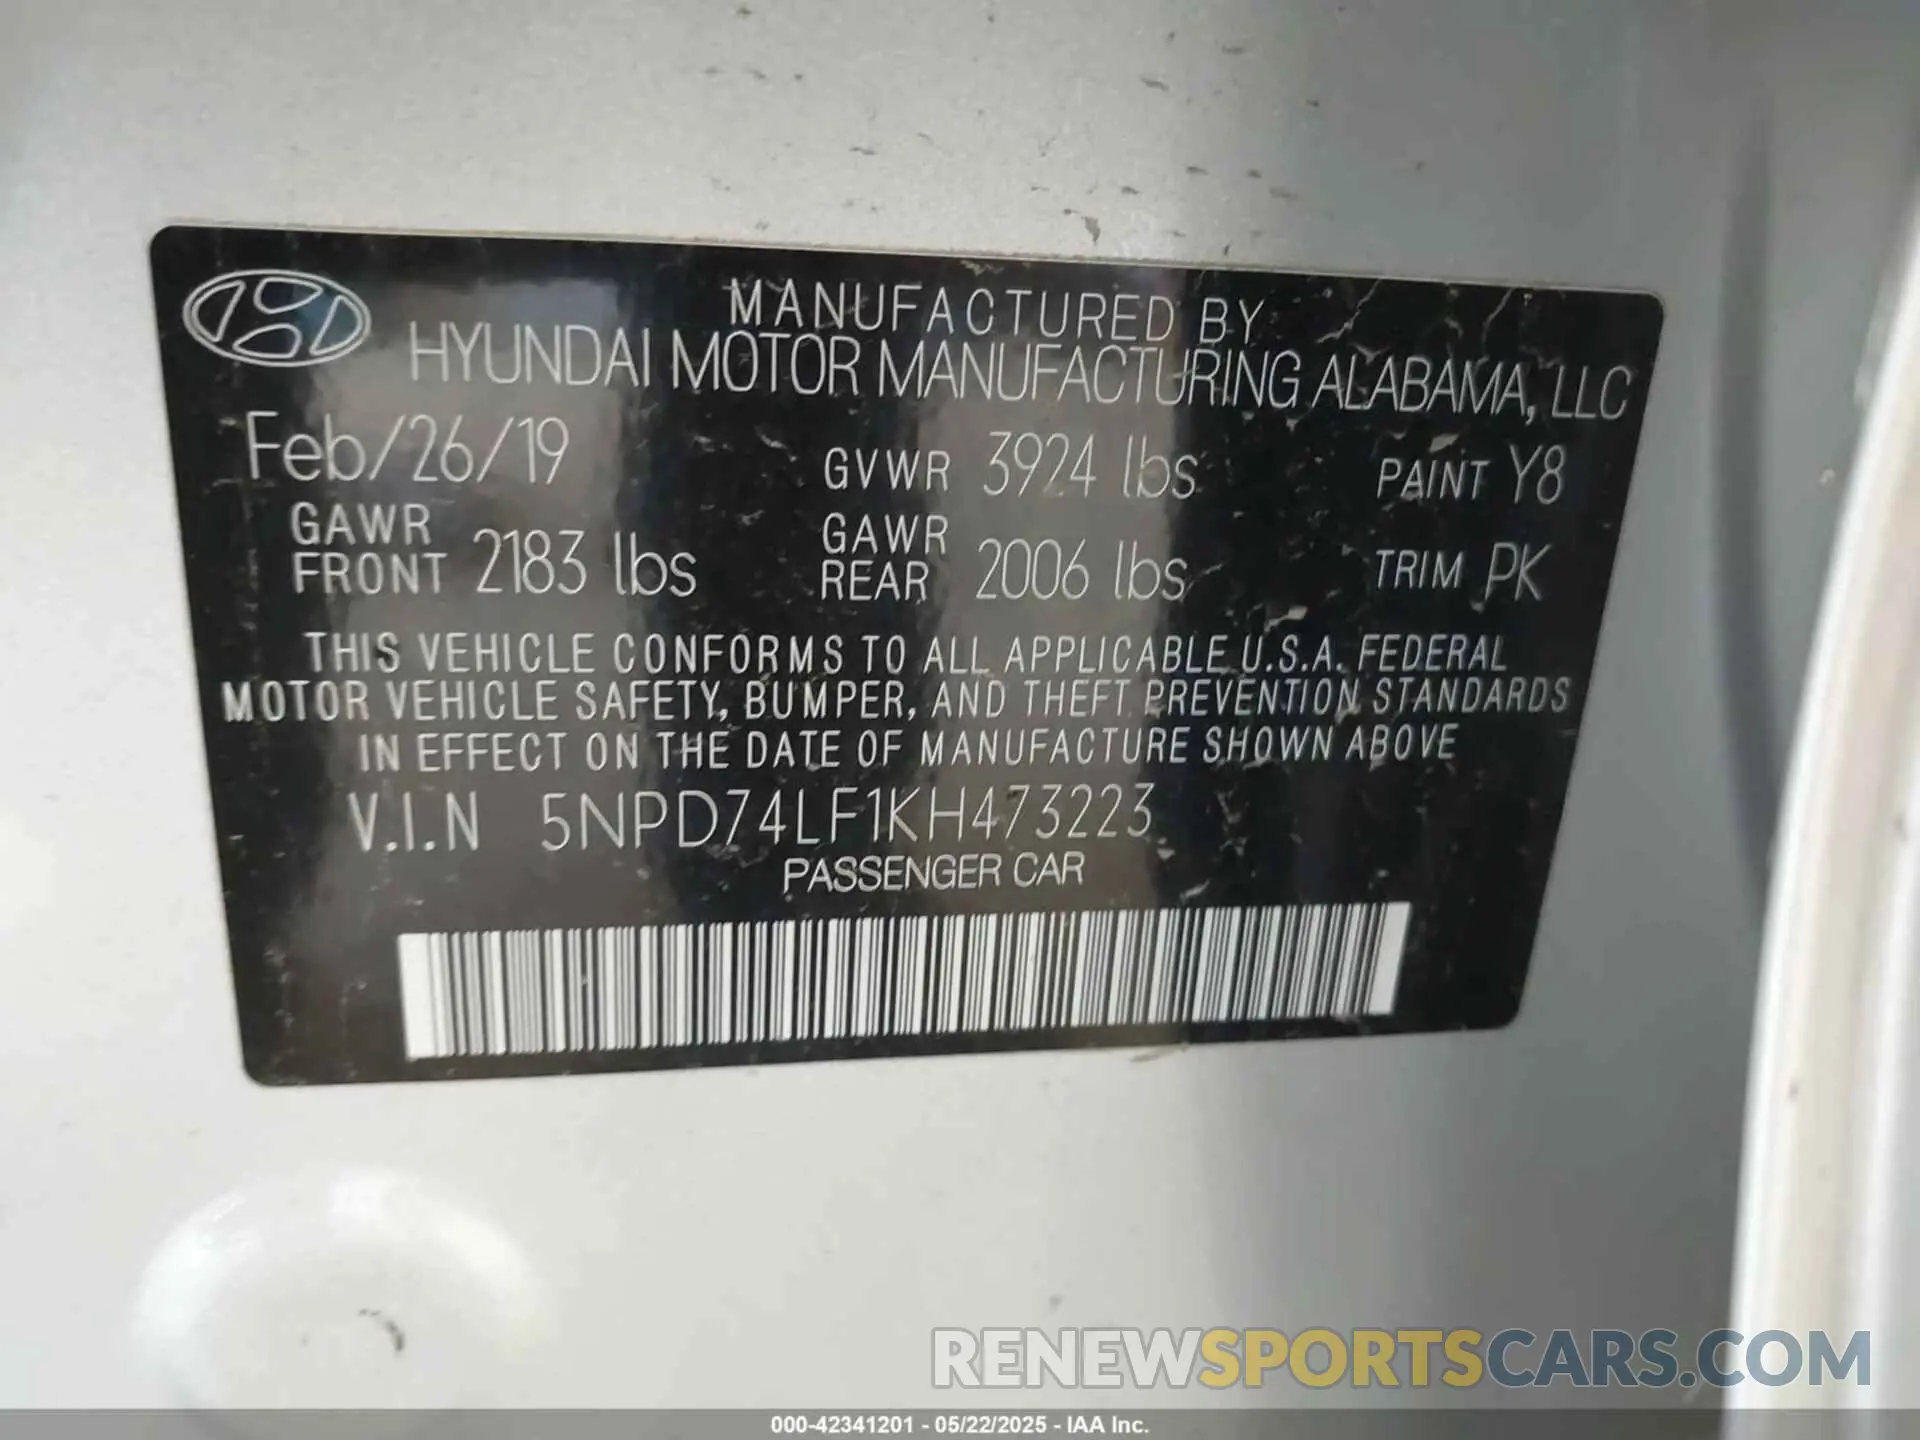 MANUFACTURED BY
HYUNDAI MOTOR MANUFACTURING ALABAMA, LLC
Feb/26/19 GVWR 3924 lbs PAINT Y8
GAWR FRONT 2183 lbs GAWR REAR 2006 lbs TRIM PK
THIS VEHICLE CONFORMS TO ALL APPLICABLE U.S.A. FEDERAL
MOTOR VEHICLE SAFETY, BUMPER, AND THEFT PREVENTION STANDARDS
IN EFFECT ON THE DATE OF MANUFACTURE SHOWN ABOVE
V.I.N 5NPD74LF1KH473223
PASSENGER CAR
RENEWSPORTSCARS.COM
000-42341201 - 05/22/2025 - IAA Inc.